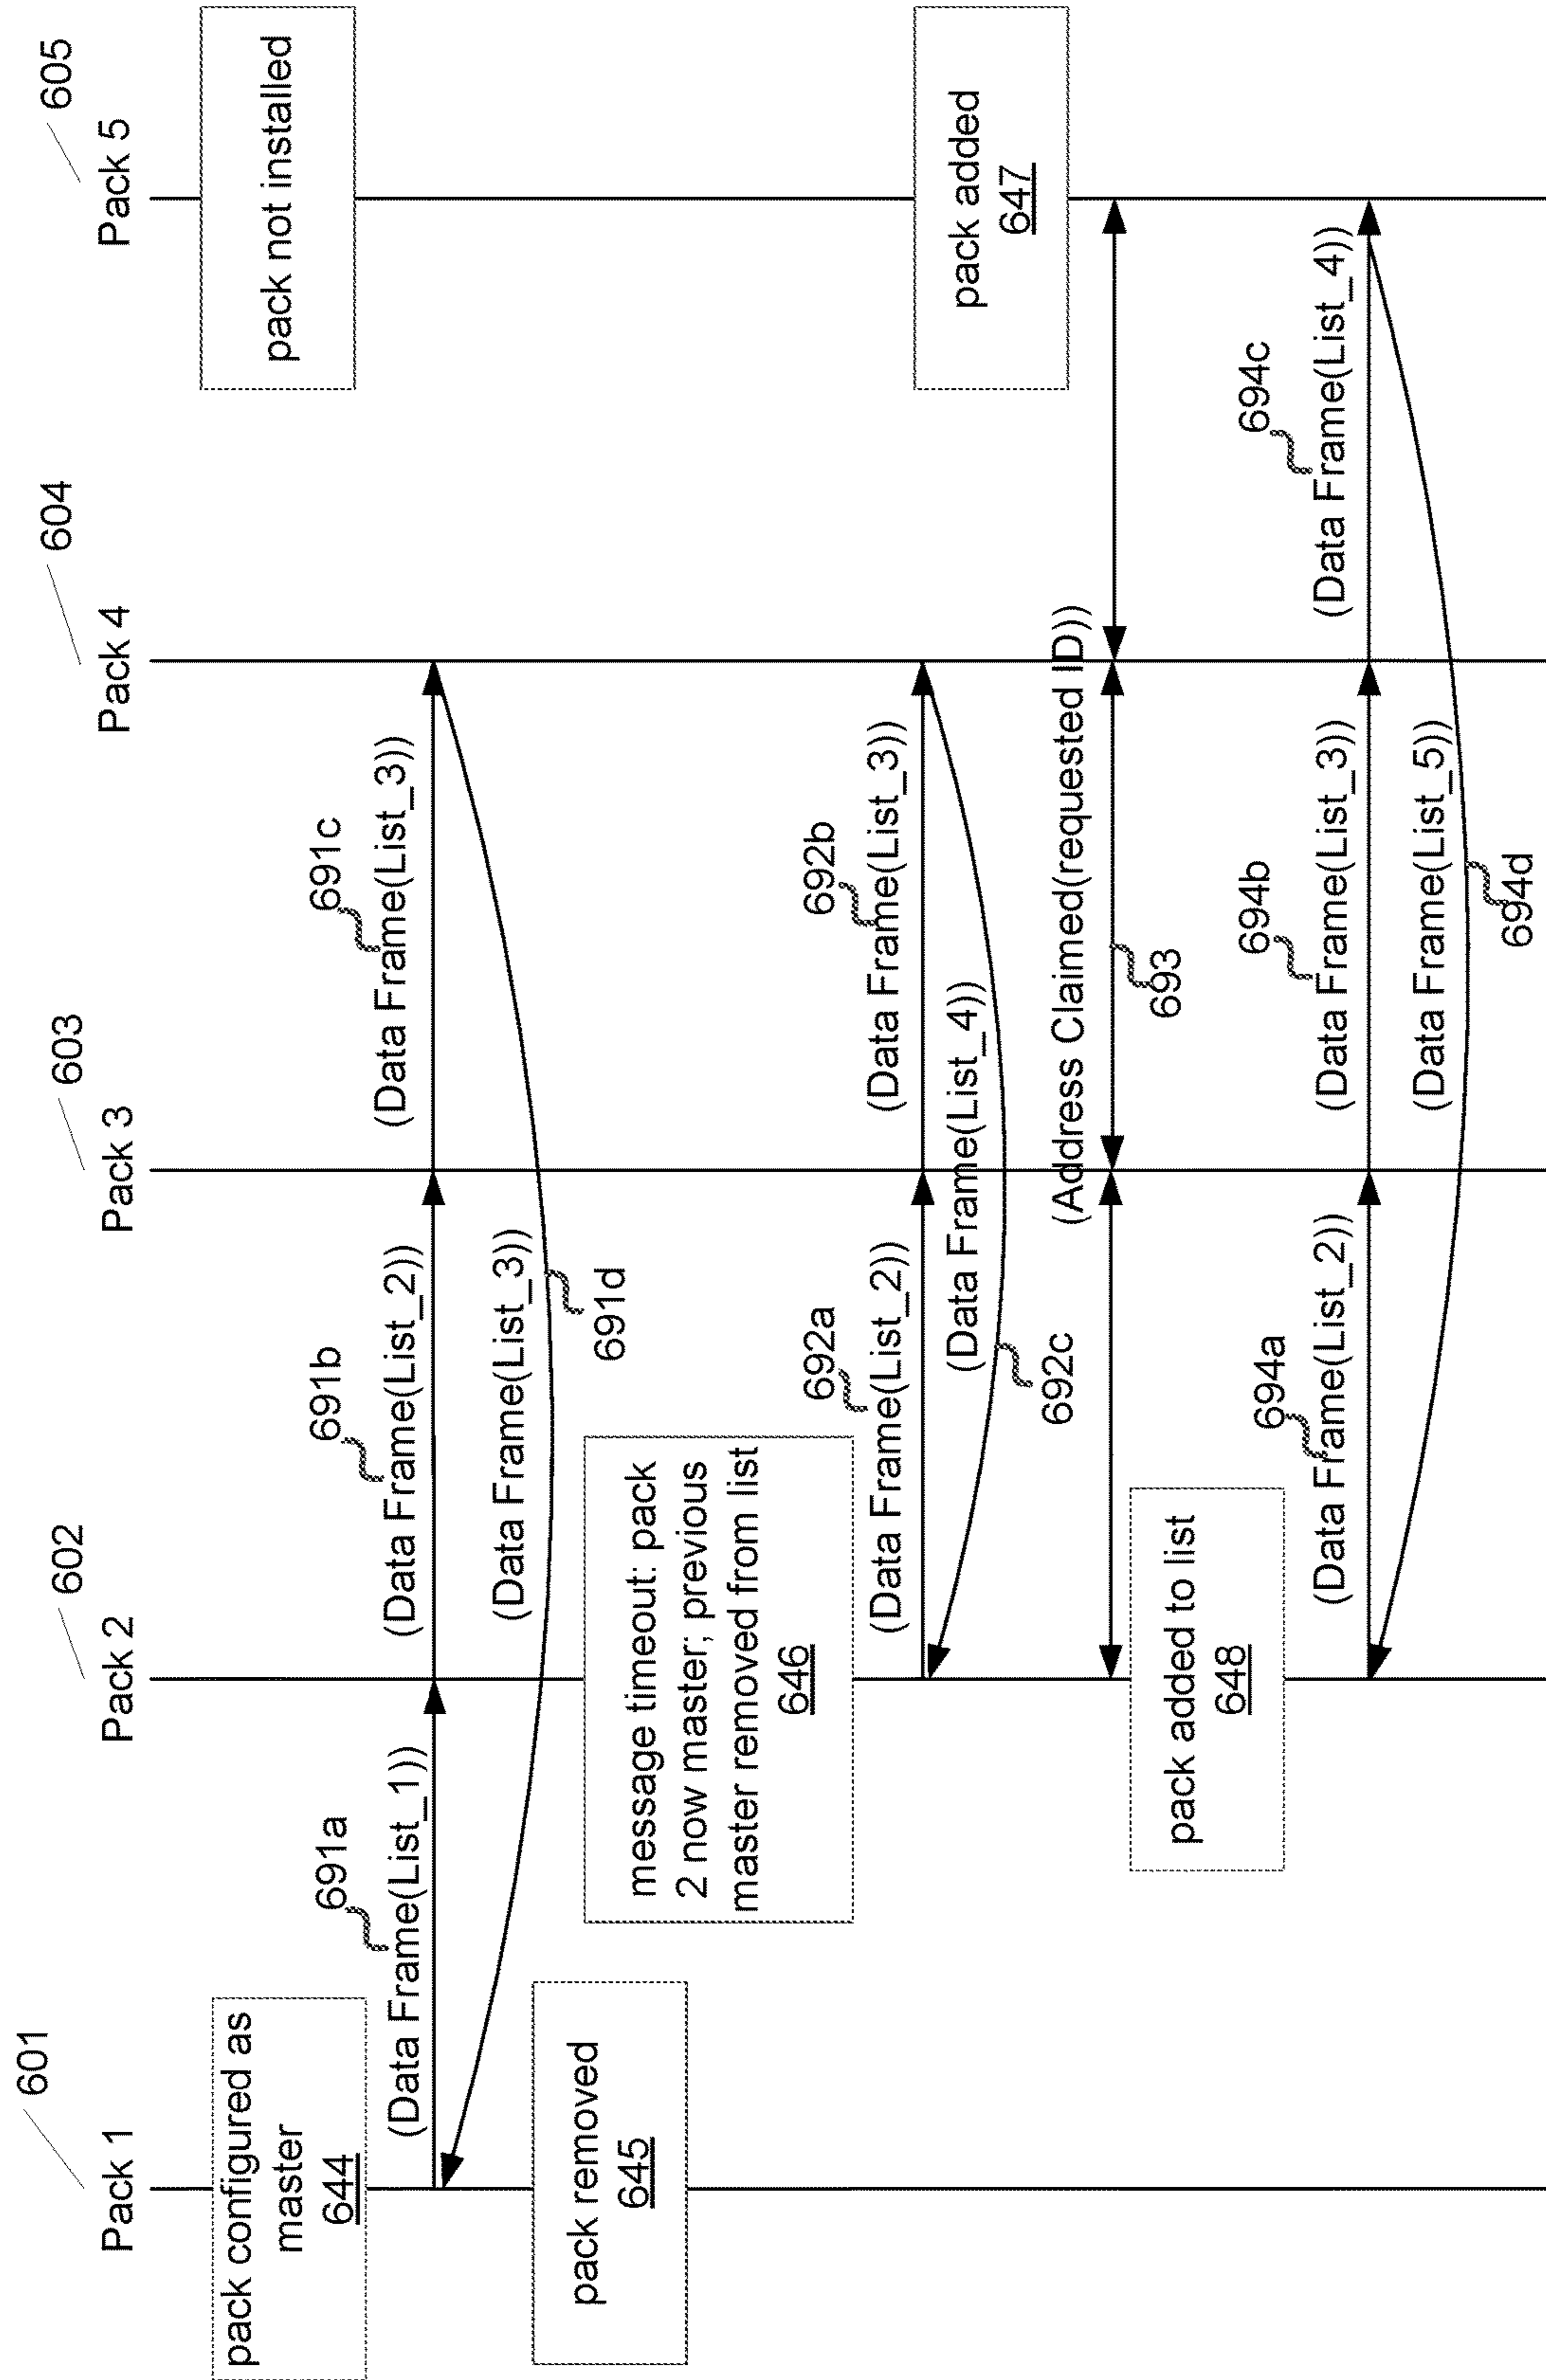 601
602
603
604
605
Pack 1
Pack 2
Pack 3
Pack 4
Pack 5
pack configured as
master
644
pack not installed
691a
(Data Frame(List_1))
691b
(Data Frame(List_2))
691c
(Data Frame(List_3))
(Data Frame(List_3))
691d
pack removed
645
message timeout: pack
2 now master; previous
master removed from list
646
692a
(Data Frame(List_2))
692b
(Data Frame(List_3))
(Data Frame(List_4))
692c
pack added
647
(Address Claimed(requested ID))
693
pack added to list
648
694a
(Data Frame(List_2))
694b
(Data Frame(List_3))
694c
(Data Frame(List_4))
(Data Frame(List_5))
694d